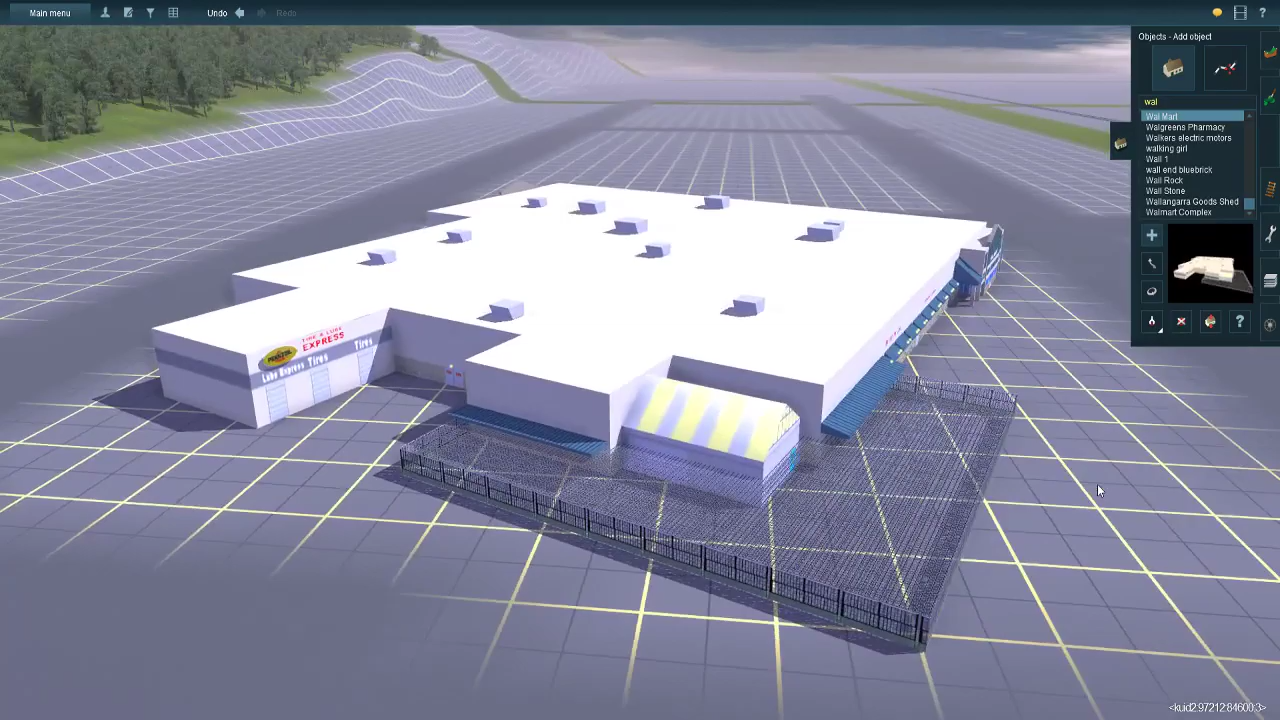 Main menu
Undo
Redo
Objects - Add object
wal
Wal Mart
Walgreens Pharmacy
Walkers electric motors
walking girl
Wall 1
wall end bluebrick
Wall Rock
Wall Stone
Wallangarra Goods Shed
Walmart Complex
?
?
PENNZOIL
TIRE & LUBE
EXPRESS
Lube Express Tires
Tires
<kuid2:97212:84600:3>